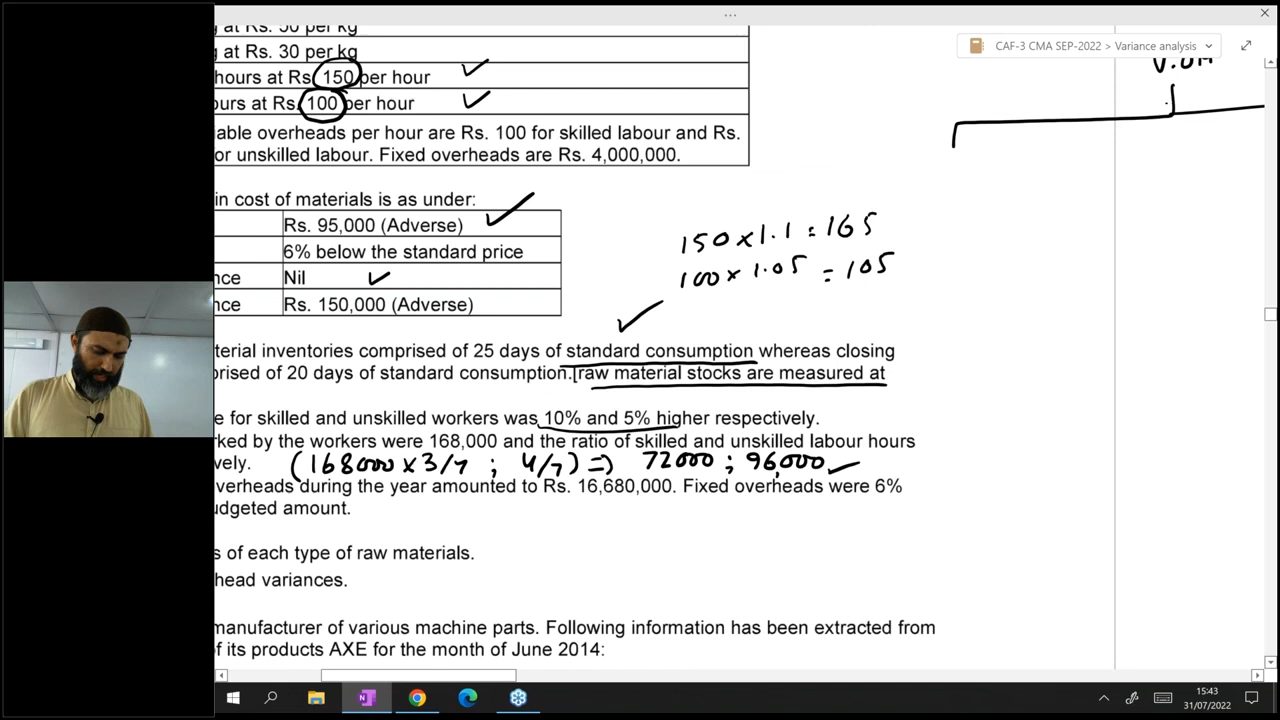 g at Rs. 50 per kg
g at Rs. 30 per kg
hours at Rs. 150 per hour
ours at Rs. 100 per hour
iable overheads per hour are Rs. 100 for skilled labour and Rs.
or unskilled labour. Fixed overheads are Rs. 4,000,000.
in cost of materials is as under:
Rs. 95,000 (Adverse)
6% below the standard price
nce Nil
nce Rs. 150,000 (Adverse)
150 x 1.1 = 165
100 x 1.05 = 105
terial inventories comprised of 25 days of standard consumption whereas closing
prised of 20 days of standard consumption.[raw material stocks are measured at
e for skilled and unskilled workers was 10% and 5% higher respectively.
rked by the workers were 168,000 and the ratio of skilled and unskilled labour hours
vely. (168000 x 3/7 ; 4/7) => 72000 ; 96,000
verheads during the year amounted to Rs. 16,680,000. Fixed overheads were 6%
udgeted amount.
s of each type of raw materials.
head variances.
manufacturer of various machine parts. Following information has been extracted from
f its products AXE for the month of June 2014:
CAF-3 CMA SEP-2022 > Variance analysis
V.OH
15:43
31/07/2022